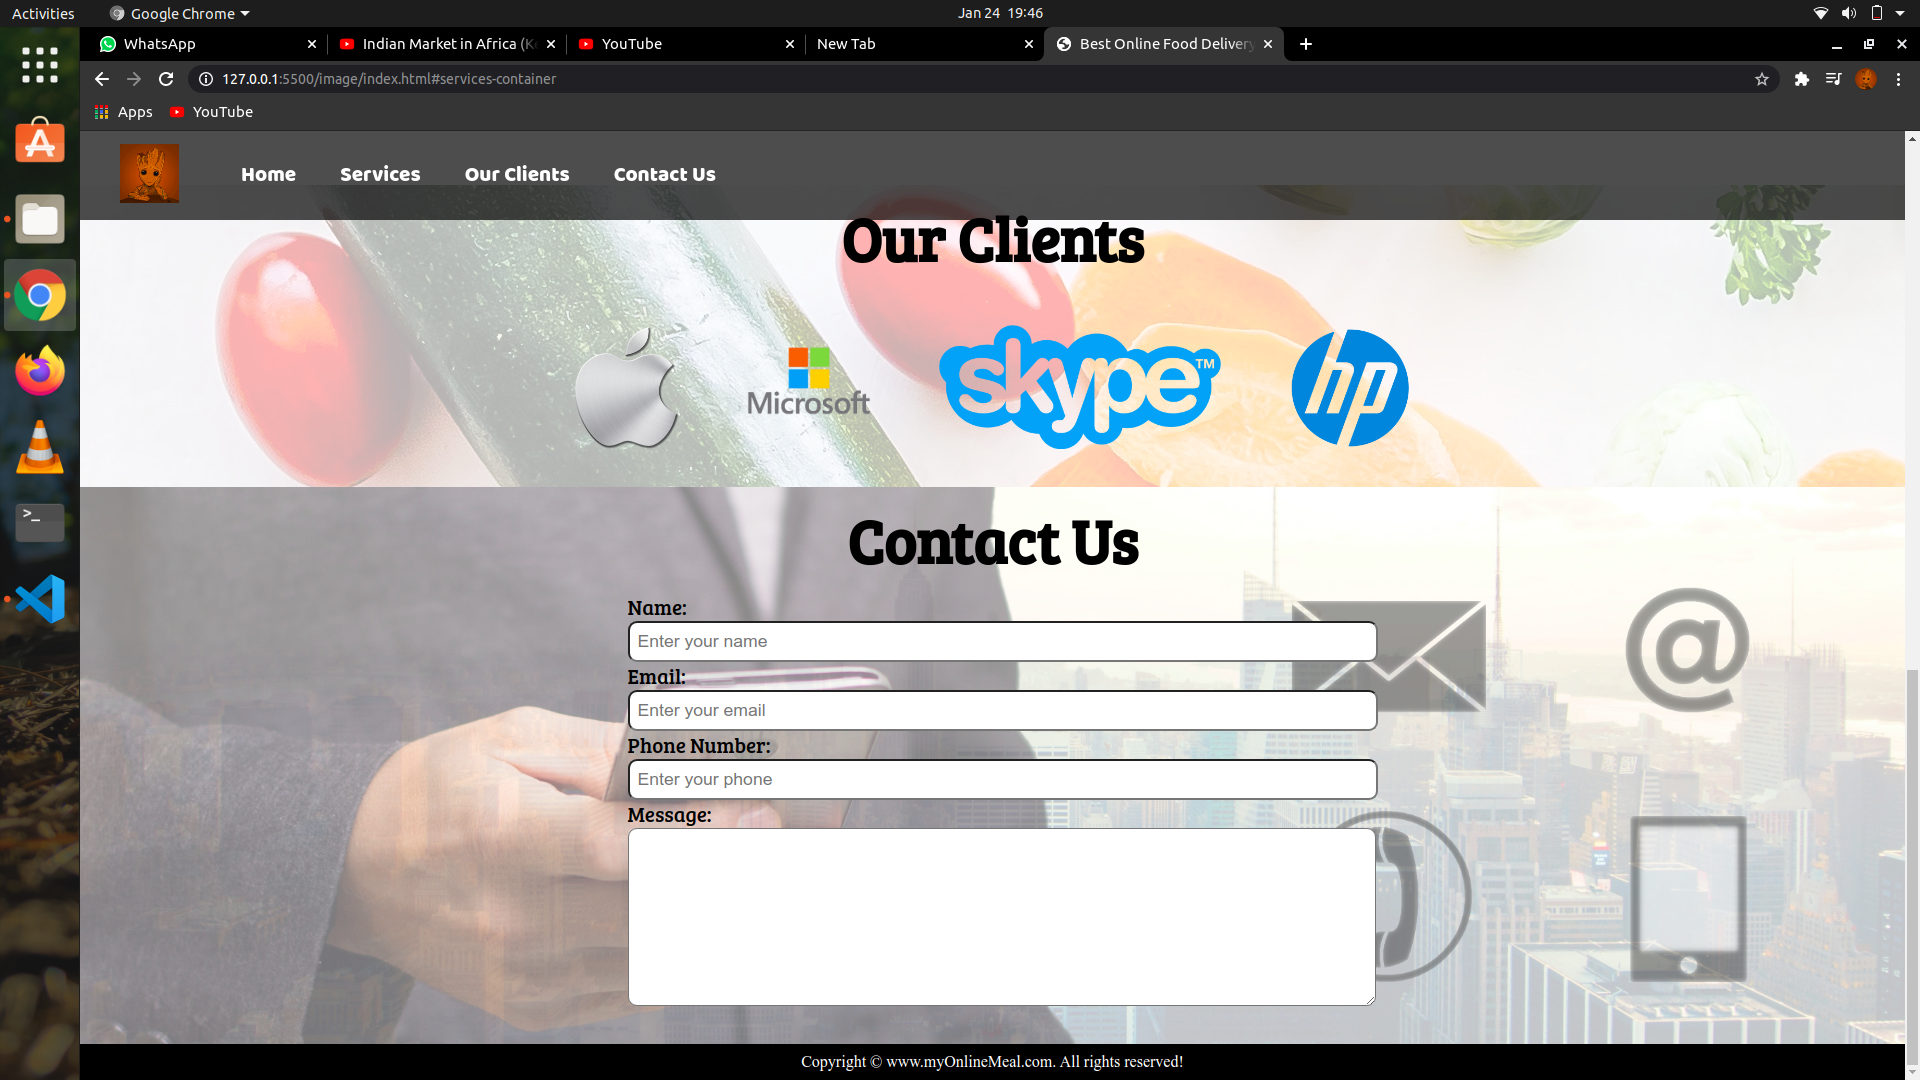 Activities Google Chrome Jan 24 19:46
WhatsApp Indian Market in Africa (Ke YouTube New Tab Best Online Food Delivery
127.0.0.1:5500/image/index.html#services-container
Apps YouTube
Home Services Our Clients Contact Us
Our Clients
Microsoft skype™ hp
Contact Us
Name:
Enter your name
Email:
Enter your email
Phone Number:
Enter your phone
Message:
Copyright © www.myOnlineMeal.com. All rights reserved!